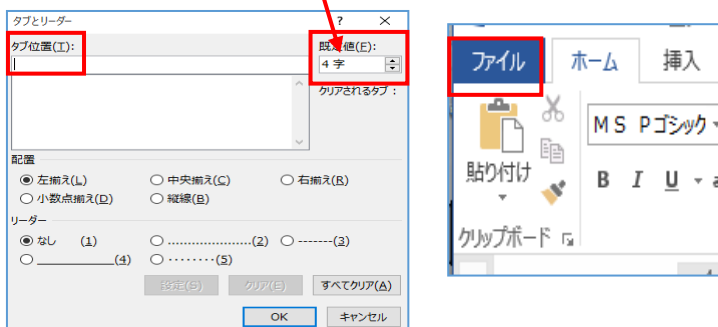 タブとリーダー ? ×
タブ位置(T): 既定値(F):
4 字
クリアされるタブ :
配置
左揃え(L) 中央揃え(C) 右揃え(R)
小数点揃え(D) 縦線(B)
リーダー
なし (1) .....................(2) -------(3)
____________(4) ········(5)
設定(S) クリア(E) すべてクリア(A)
OK キャンセル
ファイル ホーム 挿入
ＭＳ Ｐゴシック
貼り付け
B I U
クリップボード